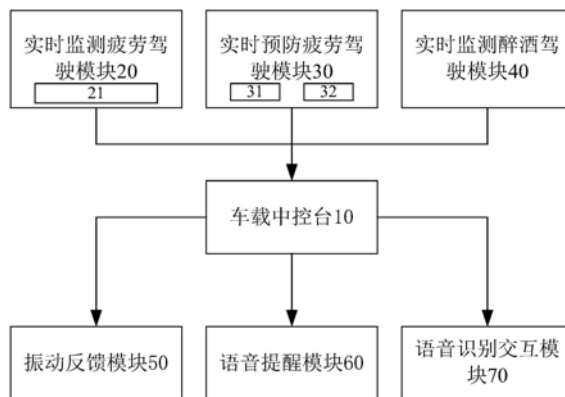 实时监测疲劳驾
驶模块20
21
实时预防疲劳驾
驶模块30
31
32
实时监测醉酒驾
驶模块40
车载中控台10
振动反馈模块50
语音提醒模块60
语音识别交互模
块70